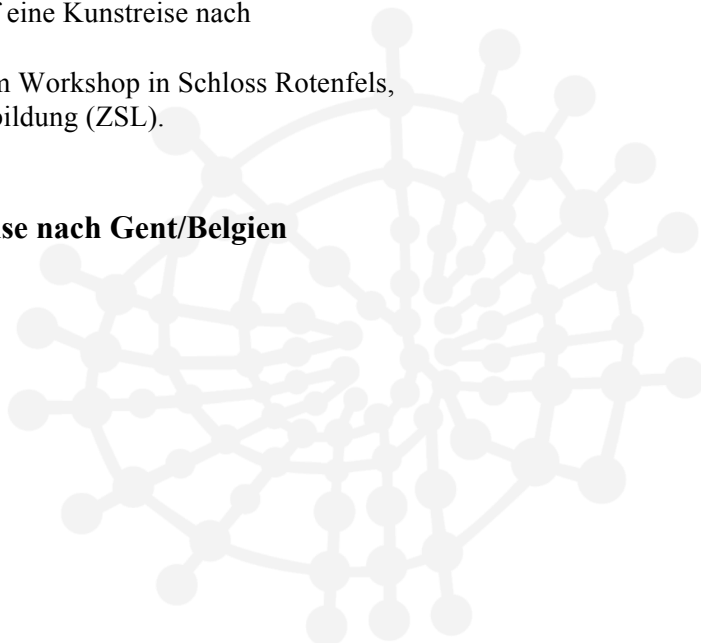 eine Kunstreise nach
Workshop in Schloss Rotenfels,
bildung (ZSL).
se nach Gent/Belgien